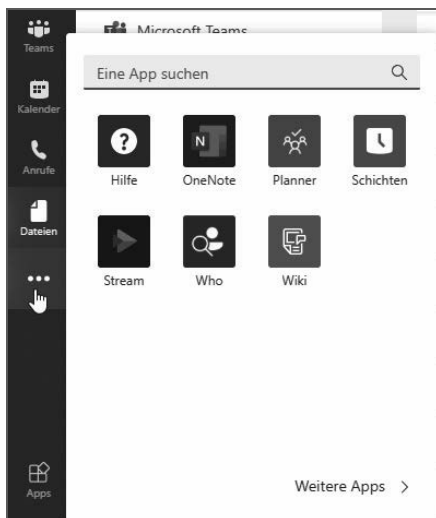 Teams
Kalender
Anrufe
Dateien
Apps
Microsoft Teams
Eine App suchen
Hilfe OneNote Planner Schichten
Stream Who Wiki
Weitere Apps